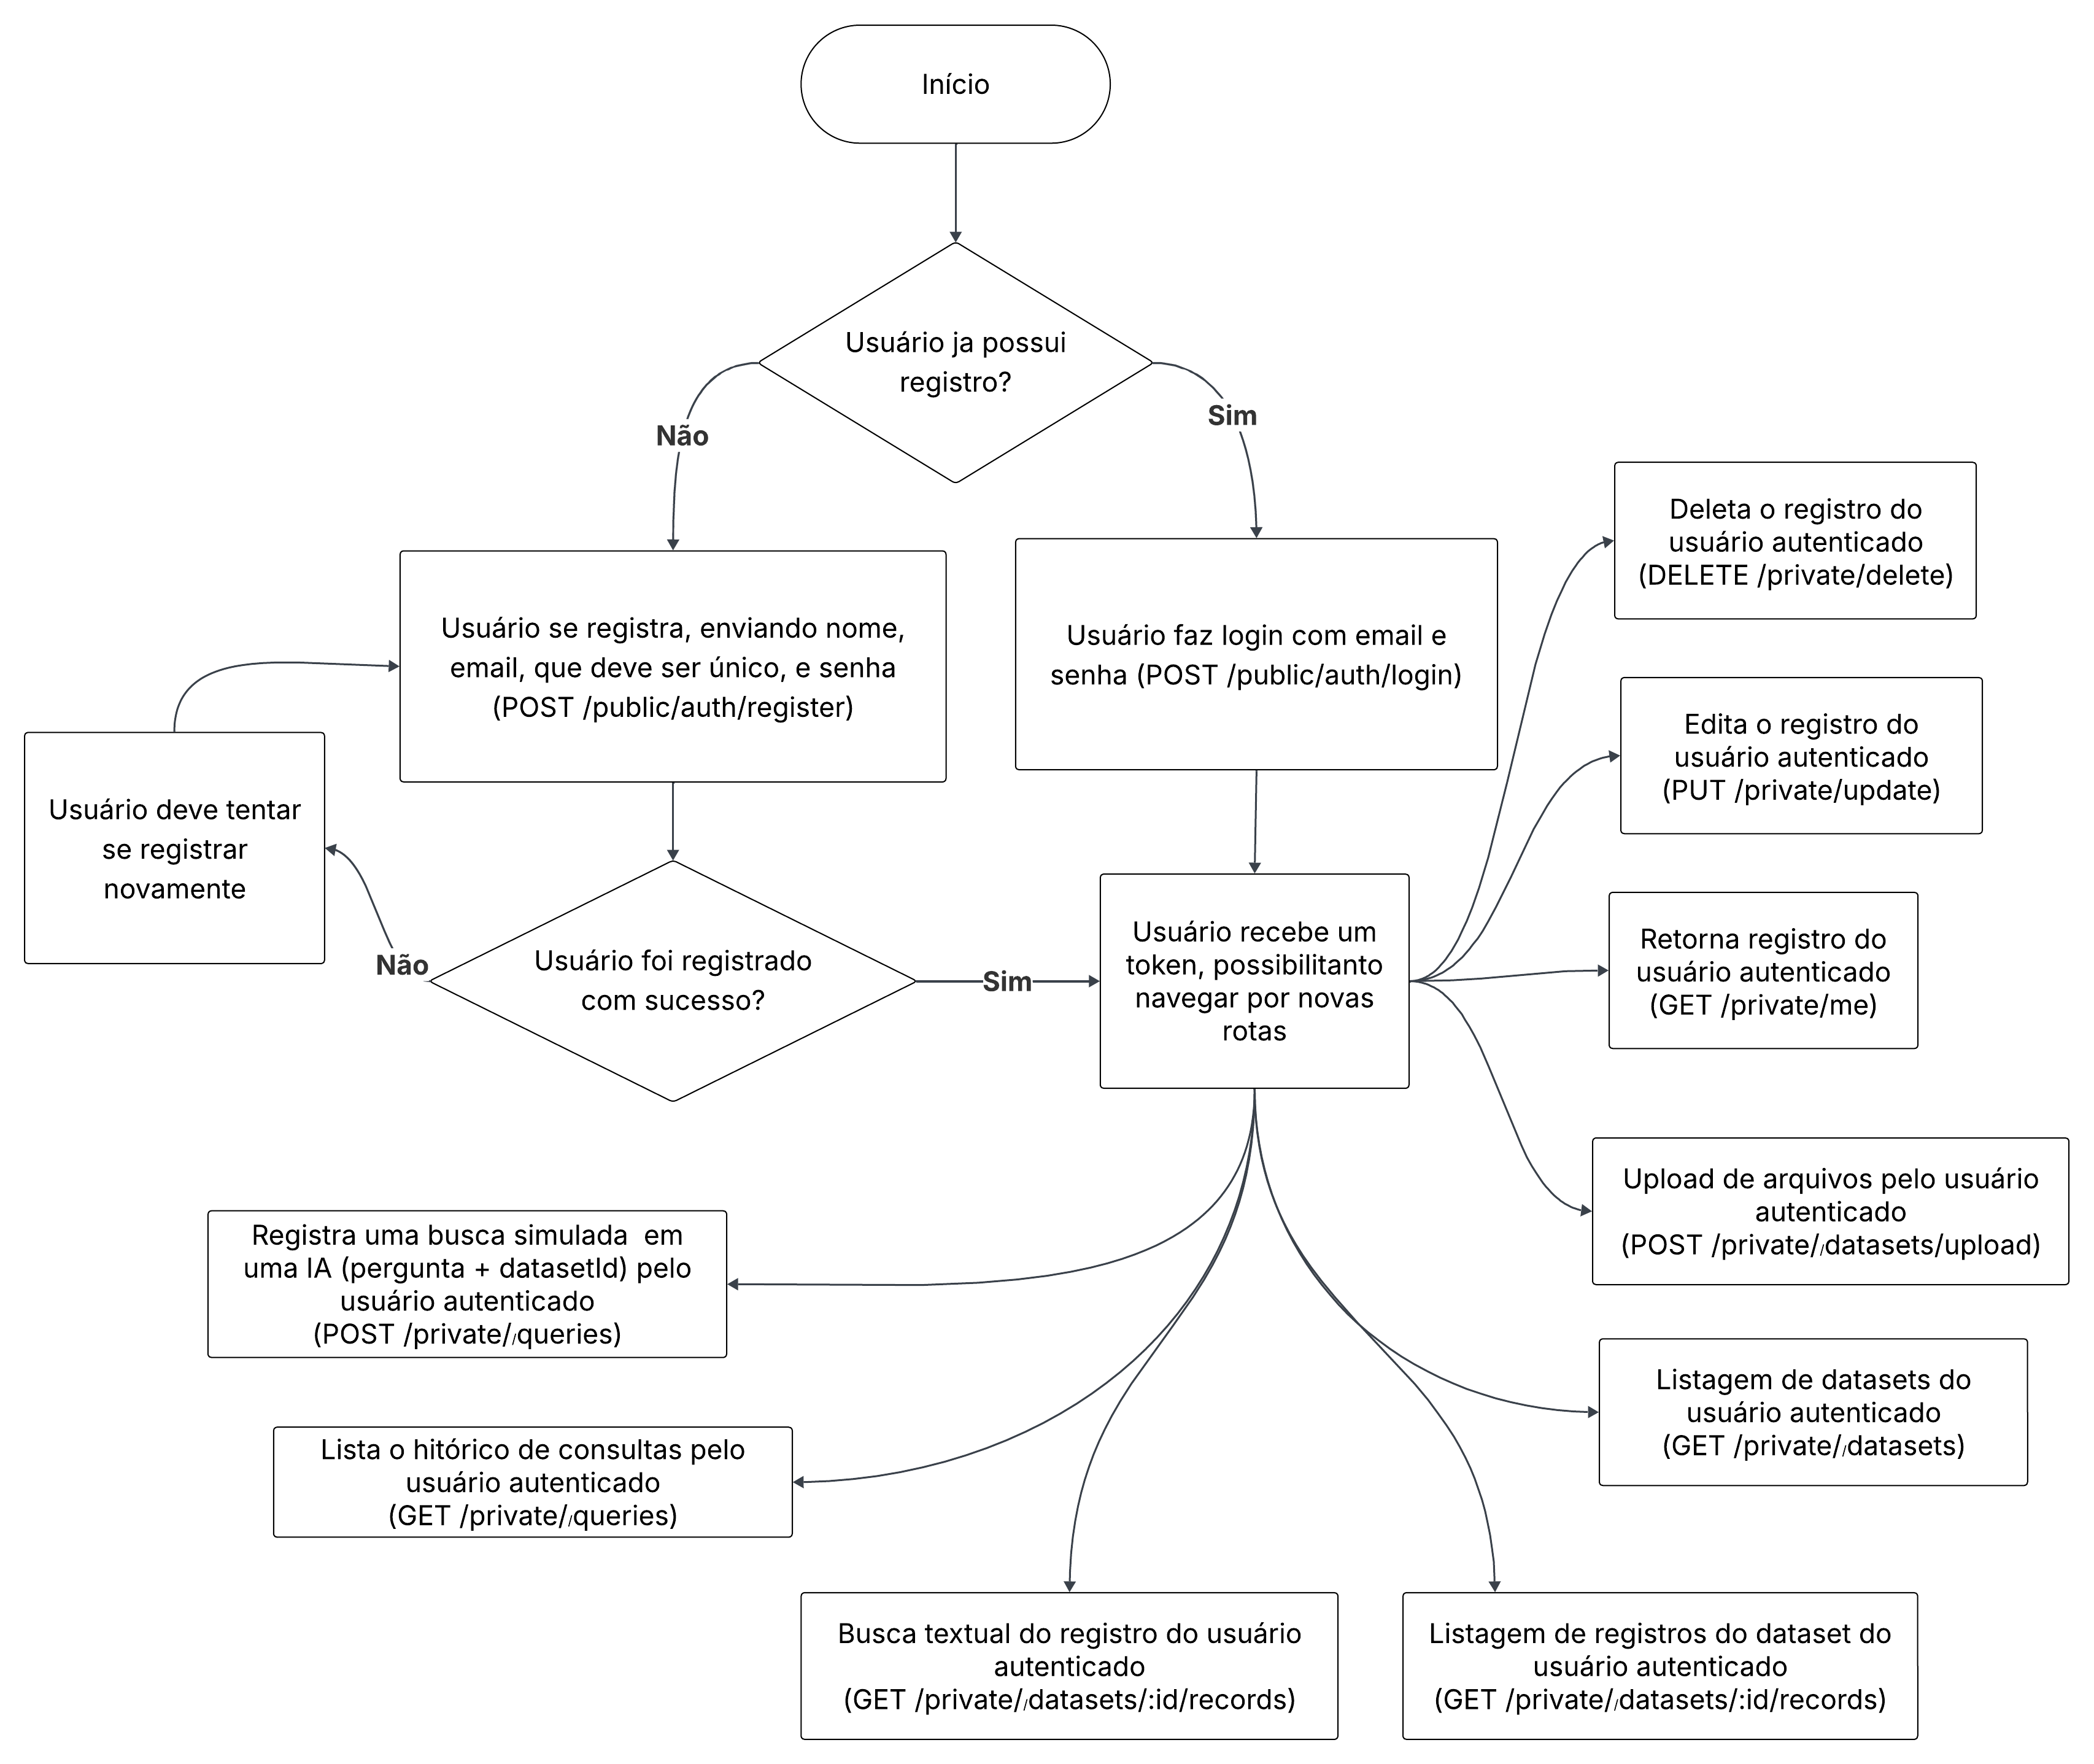 Início
Usuário ja possui
registro?
Não
Sim
Usuário se registra, enviando nome,
email, que deve ser único, e senha
(POST /public/auth/register)
Usuário faz login com email e
senha (POST /public/auth/login)
Deleta o registro do
usuário autenticado
(DELETE /private/delete)
Edita o registro do
usuário autenticado
(PUT /private/update)
Usuário deve tentar
se registrar
novamente
Não
Usuário foi registrado
com sucesso?
Sim
Usuário recebe um
token, possibilitanto
navegar por novas
rotas
Retorna registro do
usuário autenticado
(GET /private/me)
Upload de arquivos pelo usuário
autenticado
(POST /private//datasets/upload)
Registra uma busca simulada  em
uma IA (pergunta + datasetId) pelo
usuário autenticado
(POST /private//queries)
Listagem de datasets do
usuário autenticado
(GET /private//datasets)
Lista o hitórico de consultas pelo
usuário autenticado
(GET /private//queries)
Busca textual do registro do usuário
autenticado
(GET /private//datasets/:id/records)
Listagem de registros do dataset do
usuário autenticado
(GET /private//datasets/:id/records)